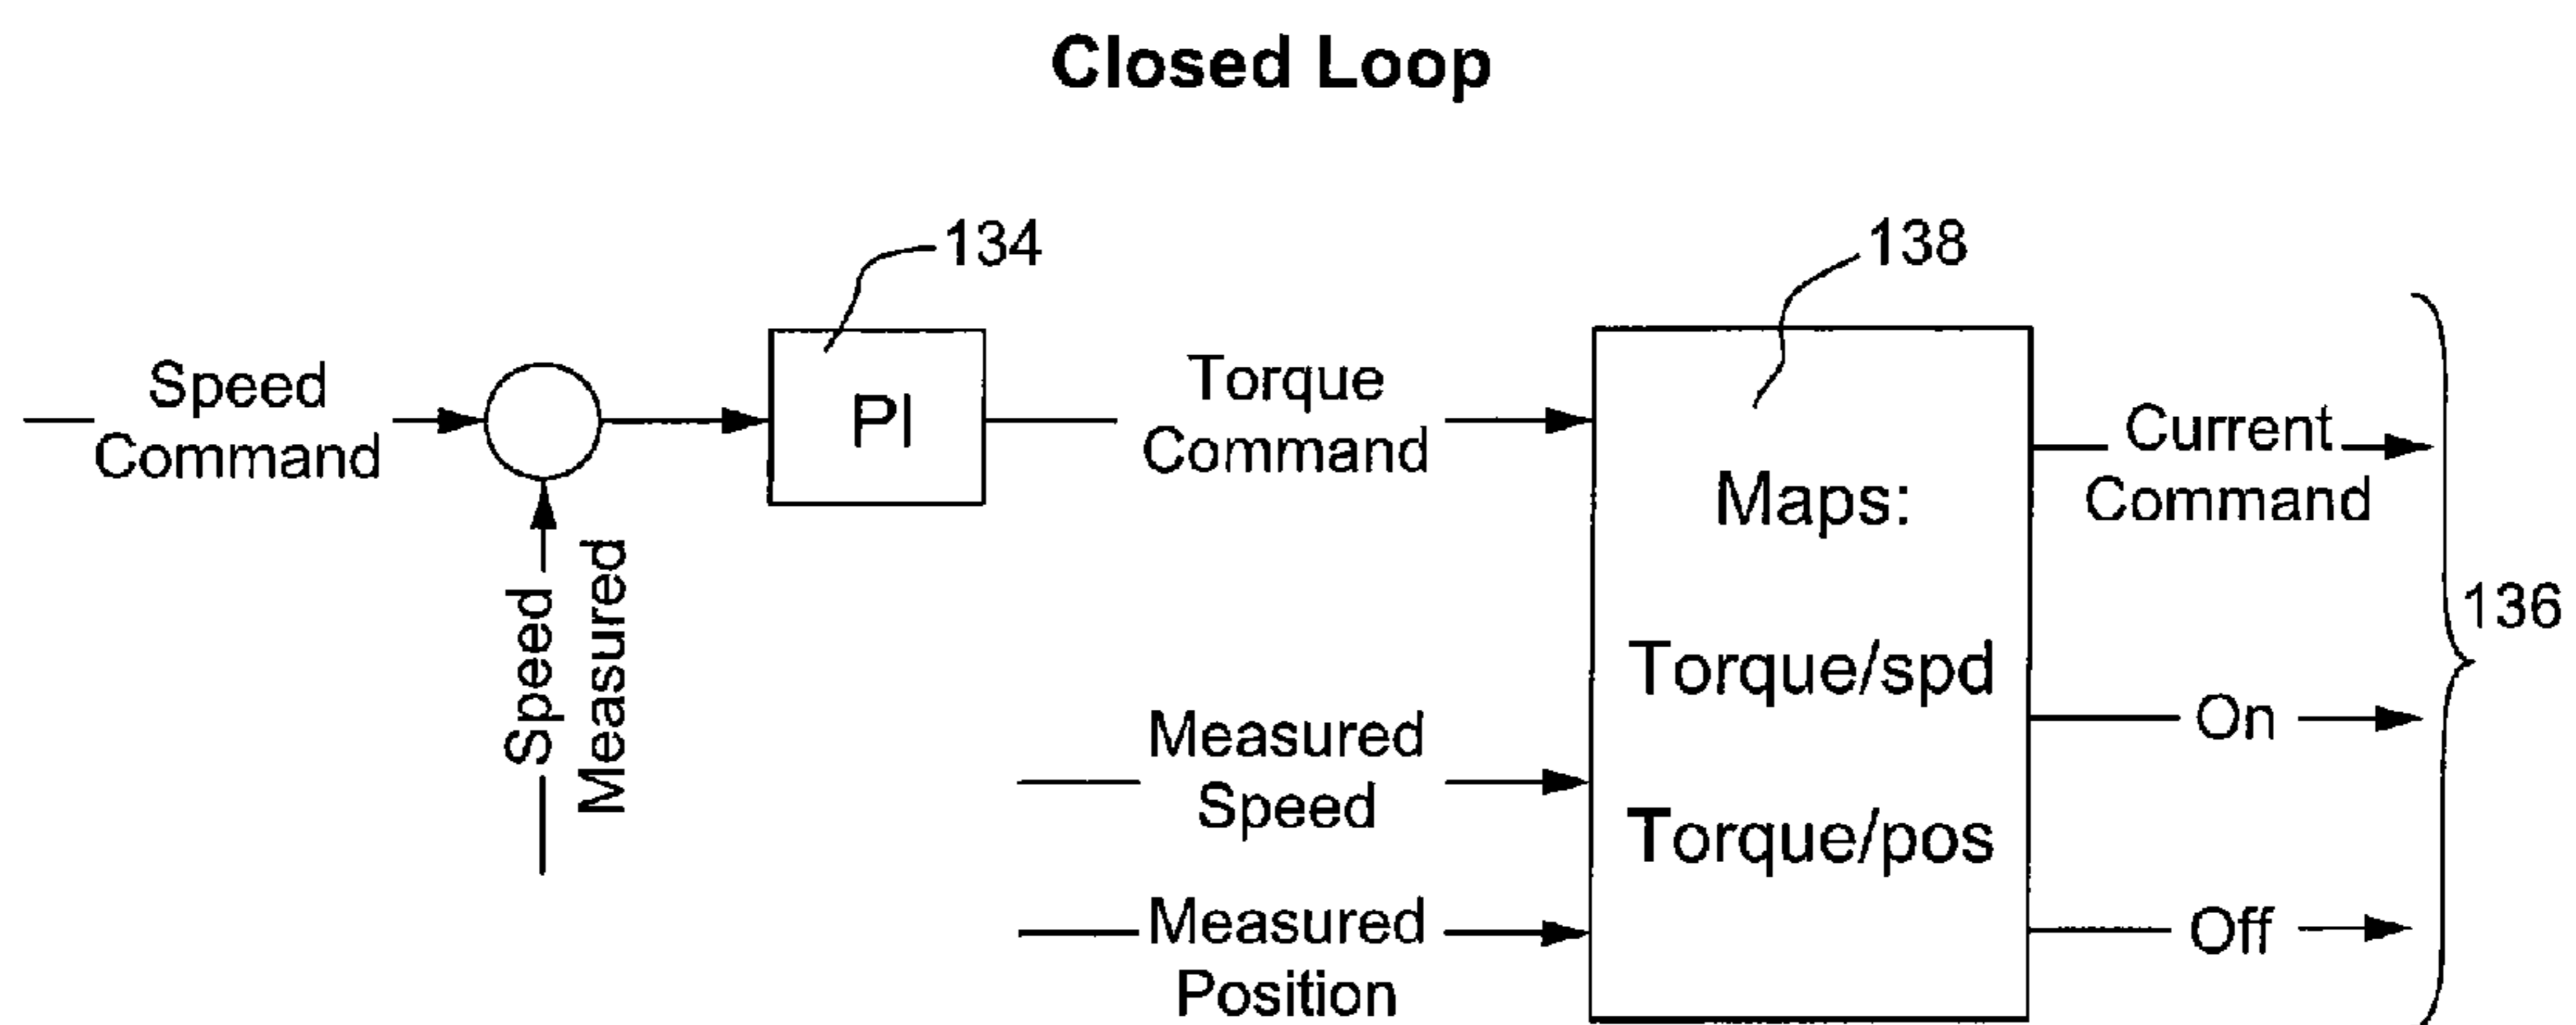 Closed Loop
134
138
Speed
Command
PI
Torque
Command
Maps:
Torque/spd
Torque/pos
Current
Command
136
Speed
Measured
Measured
Speed
On
Measured
Position
Off